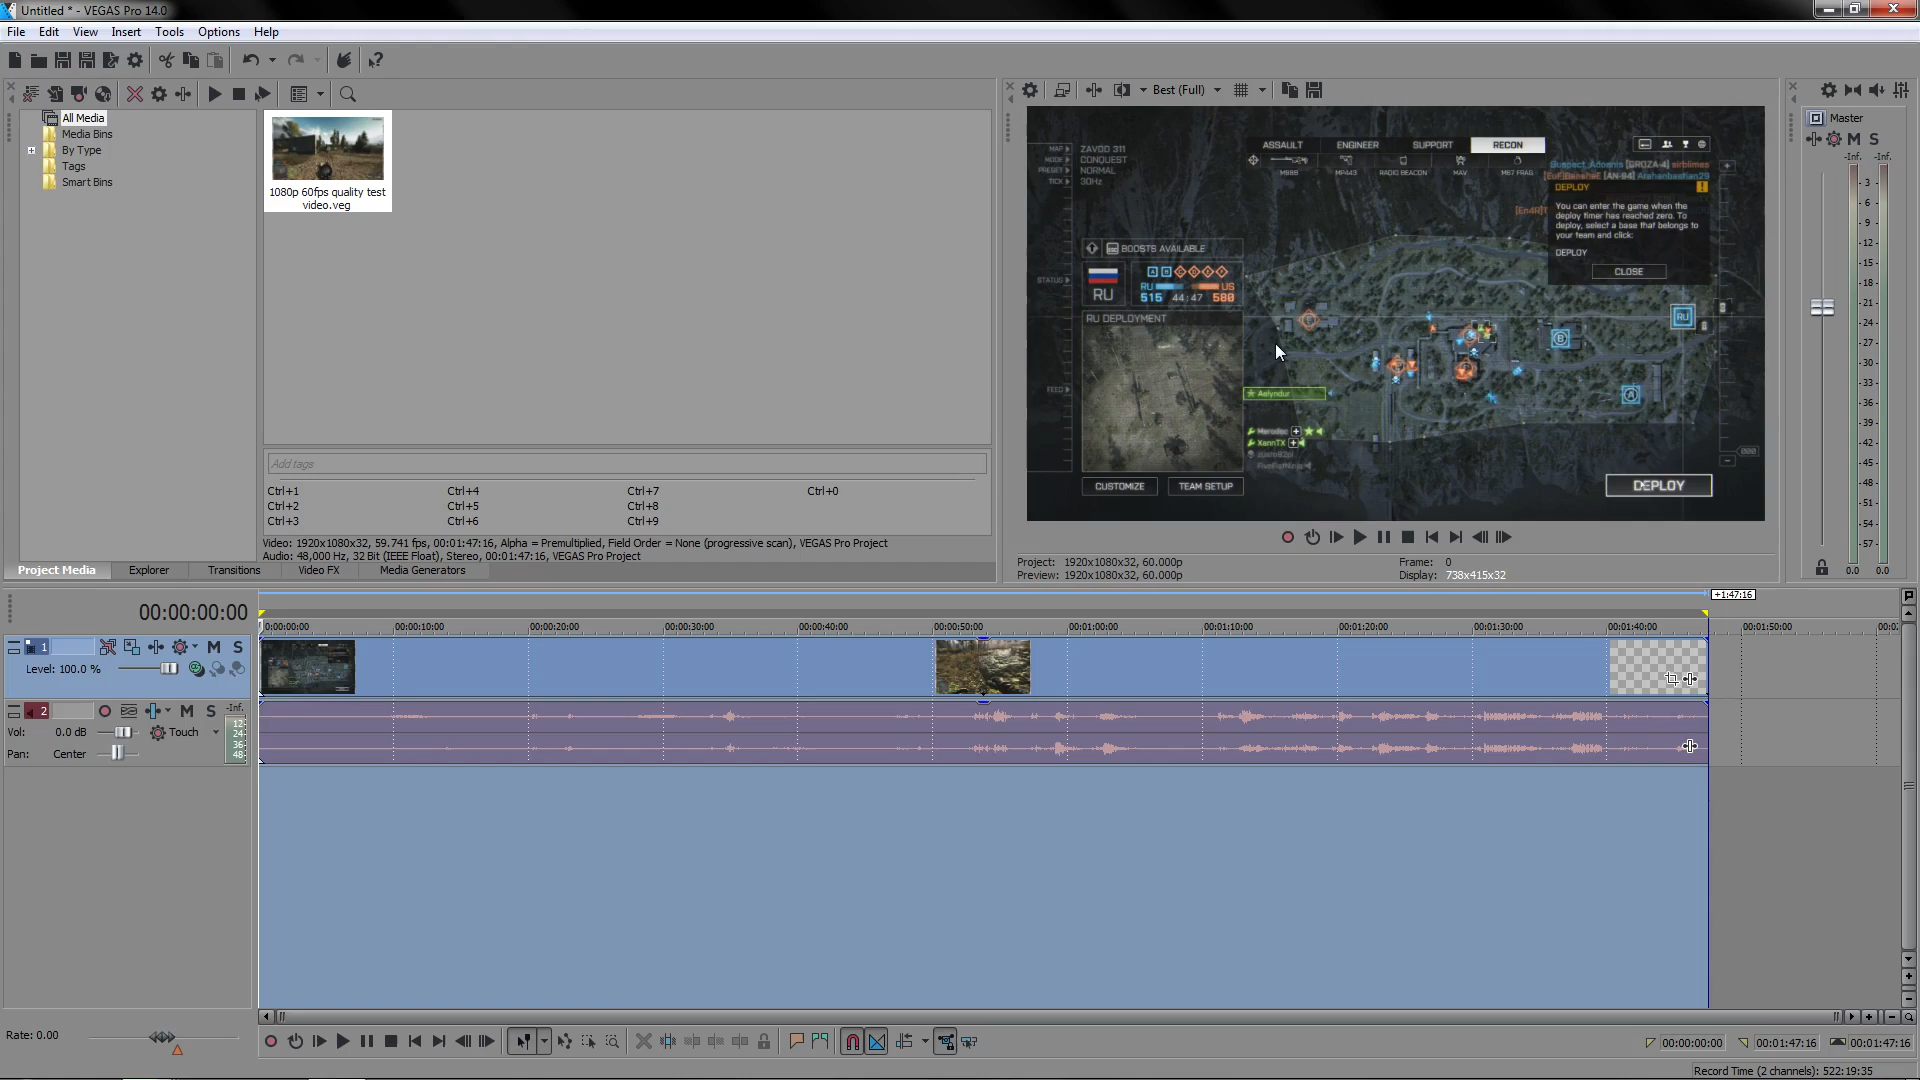 Untitled * - VEGAS Pro 14.0
File Edit View Insert Tools Options Help
All Media
Media Bins
By Type
Tags
Smart Bins
1080p 60fps quality test
video.veg
Add tags
Ctrl+1 Ctrl+4 Ctrl+7 Ctrl+0
Ctrl+2 Ctrl+5 Ctrl+8
Ctrl+3 Ctrl+6 Ctrl+9
Video: 1920x1080x32, 59.741 fps, 00:01:47:16, Alpha = Premultiplied, Field Order = None (progressive scan), VEGAS Pro Project
Audio: 48,000 Hz, 32 Bit (IEEE Float), Stereo, 00:01:47:16, VEGAS Pro Project
Project Media Explorer Transitions Video FX Media Generators
Best (Full)
MAP ZAVOD 311
MODE CONQUEST
PRESET NORMAL
TICK 30Hz
ASSAULT ENGINEER SUPPORT RECON
M98B MP443 RADIO BEACON MAV M67 FRAG
[GROZA-4] siriblimes
[AN-94]
DEPLOY
You can enter the game when the
deploy timer has reached zero. To
deploy, select a base that belongs to
your team and click:
DEPLOY
CLOSE
BOOSTS AVAILABLE
STATUS
RU
RU US
515 44:47 580
RU DEPLOYMENT
FEED
Aelyndur
XannTX
RU
B
A
CUSTOMIZE TEAM SETUP
DEPLOY
Project: 1920x1080x32, 60.000p
Preview: 1920x1080x32, 60.000p
Frame: 0
Display: 738x415x32
Master
M S
-Inf. -Inf.
- 3 -
- 6 -
- 9 -
-12-
-15-
-18-
-21-
-24-
-27-
-30-
-33-
-36-
-39-
-42-
-45-
-48-
-51-
-54-
-57-
0.0 0.0
+1:47:16
00:00:00:00
0:00:00:00 00:00:10:00 00:00:20:00 00:00:30:00 00:00:40:00 00:00:50:00 00:01:00:00 00:01:10:00 00:01:20:00 00:01:30:00 00:01:40:00 00:01:50:00 00:0
1 M S
Level: 100.0 %
2 M S -Inf.
Vol: 0.0 dB Touch
Pan: Center
12
24
36
48
Rate: 0.00
00:00:00:00 00:01:47:16 00:01:47:16
Record Time (2 channels): 522:19:35